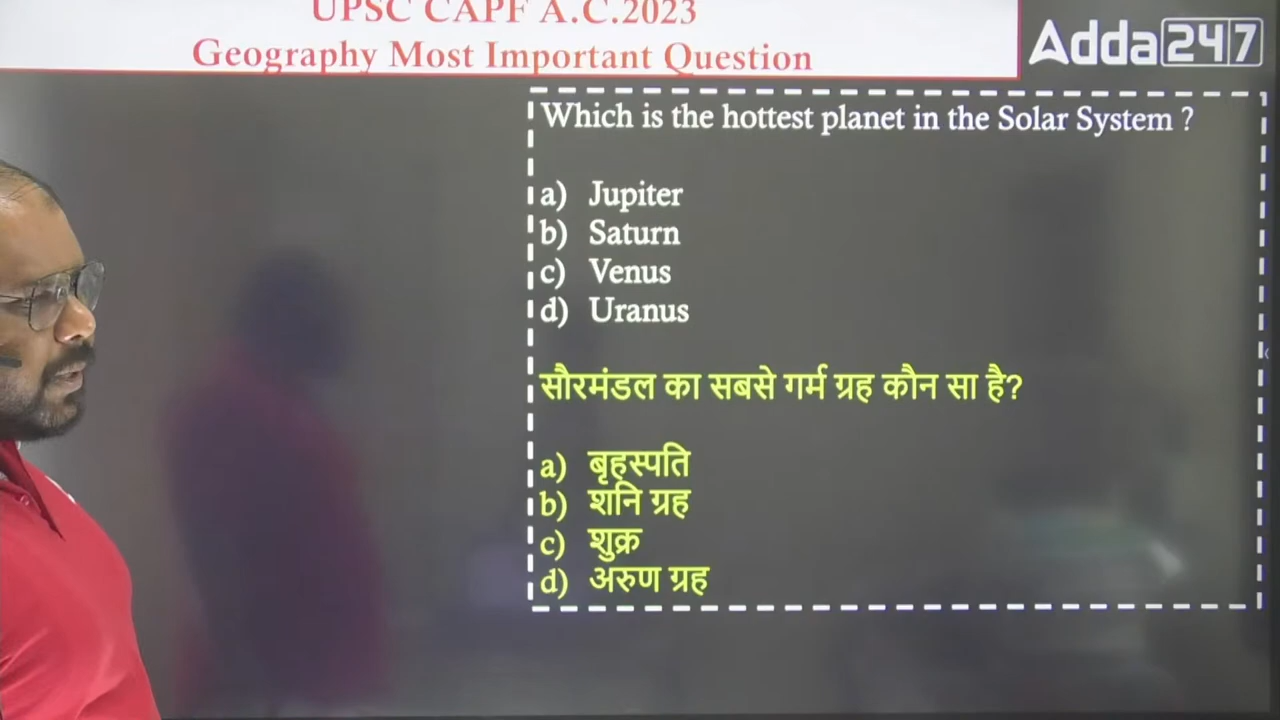 UPSC CAPF A.C.2023
Geography Most Important Question
Adda247
Which is the hottest planet in the Solar System ?
a) Jupiter
b) Saturn
c) Venus
d) Uranus
सौरमंडल का सबसे गर्म ग्रह कौन सा है?
a) बृहस्पति
b) शनि ग्रह
c) शुक्र
d) अरुण ग्रह